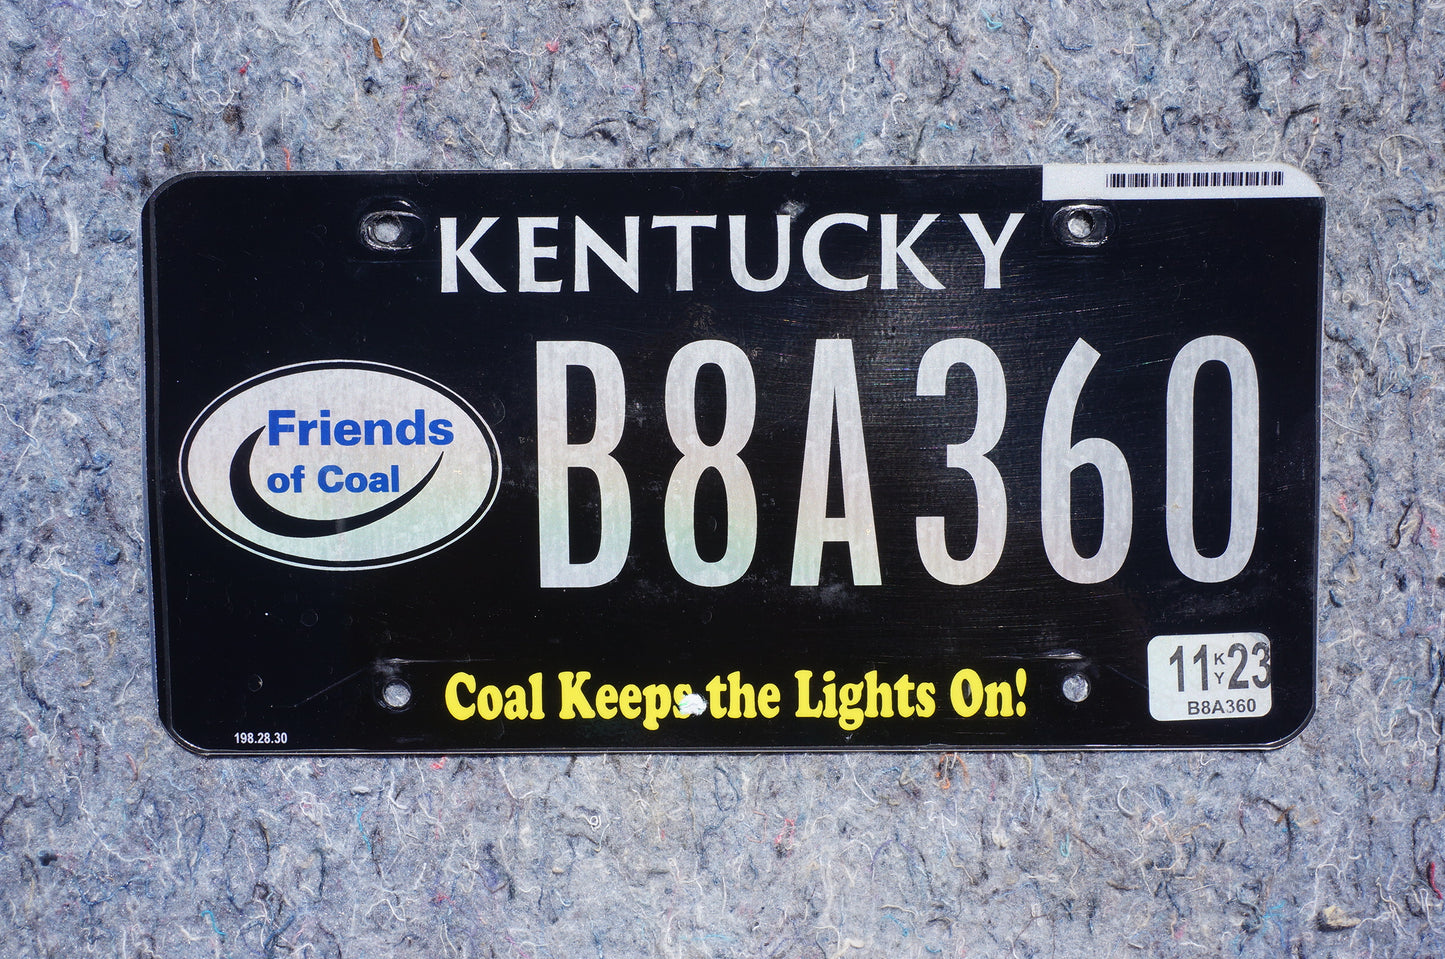 KENTUCKY
Friends
of Coal
B8A360
Coal Keeps the Lights On!
11 KY 23
B8A360
198.28.30